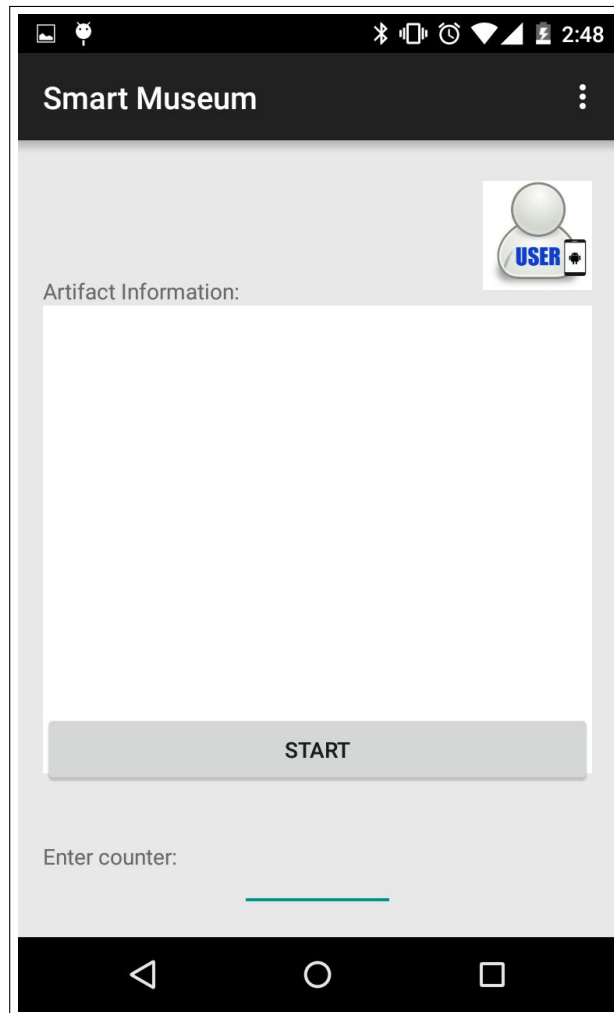 2:48
Smart Museum
USER
Artifact Information:
START
Enter counter: